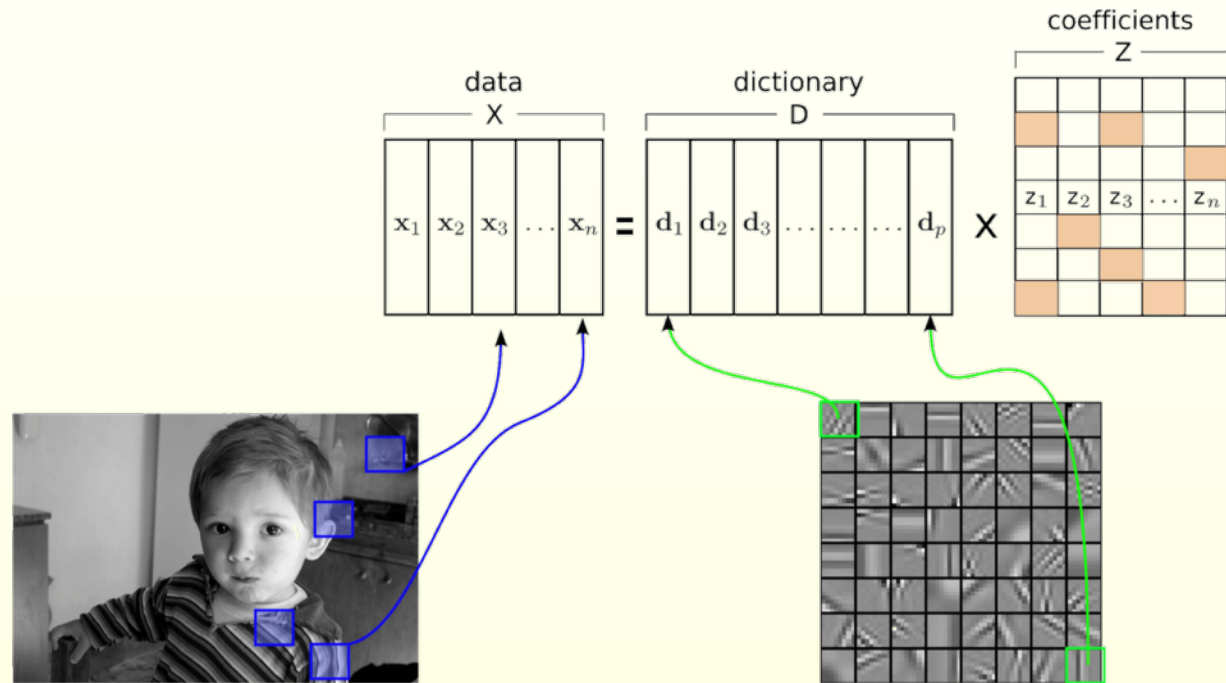 coefficients
Z
data
X
dictionary
D
x₁ x₂ x₃ ... xₙ = d₁ d₂ d₃ ... ... ... dₚ X z₁ z₂ z₃ ... zₙ